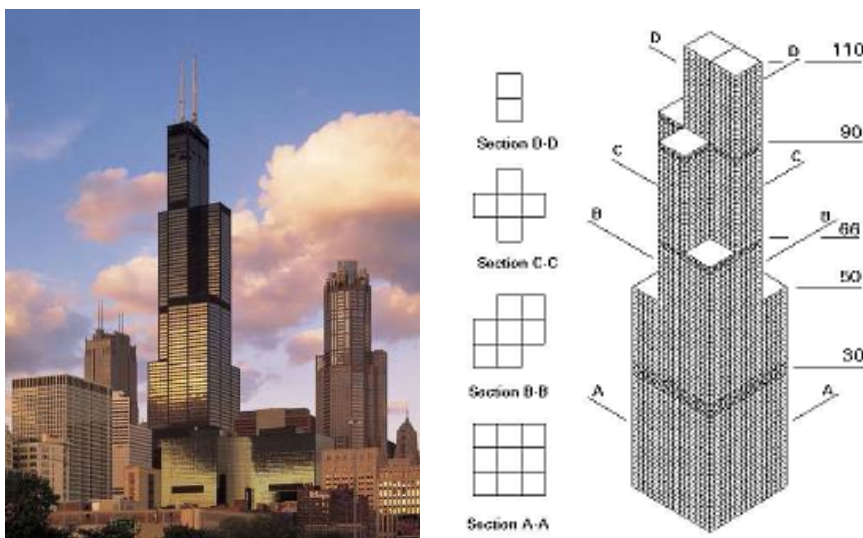 Section D-D
Section C-C
Section B-B
Section A-A
D
D
110
90
C
C
B
B
66
50
30
A
A